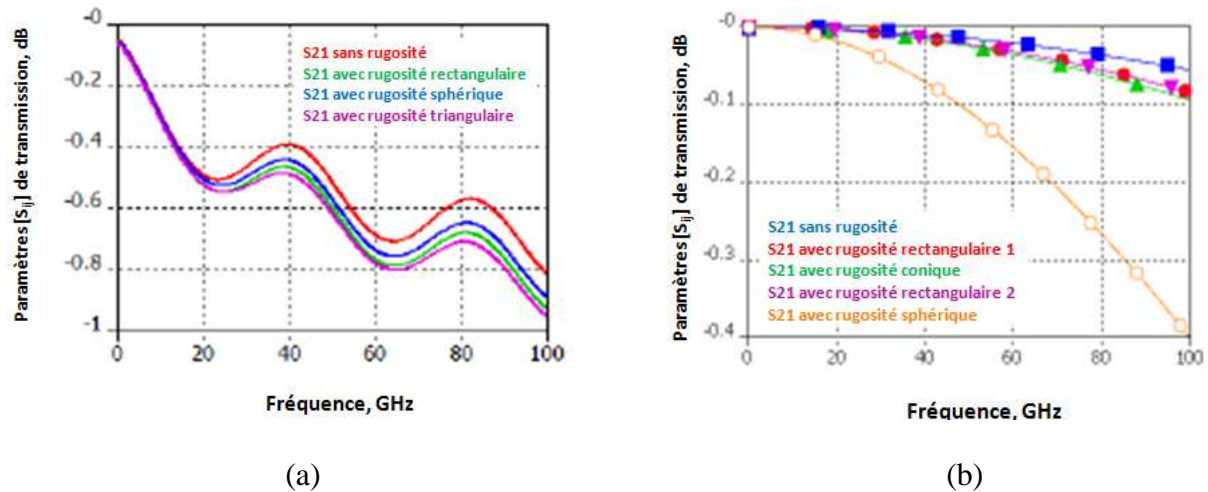 Paramètres [Sij] de transmission, dB
-0
-0.2
-0.4
-0.6
-0.8
-1
S21 sans rugosité
S21 avec rugosité rectangulaire
S21 avec rugosité sphérique
S21 avec rugosité triangulaire
0 20 40 60 80 100
Fréquence, GHz
(a)
Paramètres [Sij] de transmission, dB
-0
-0.1
-0.2
-0.3
-0.4
S21 sans rugosité
S21 avec rugosité rectangulaire 1
S21 avec rugosité conique
S21 avec rugosité rectangulaire 2
S21 avec rugosité sphérique
0 20 40 60 80 100
Fréquence, GHz
(b)